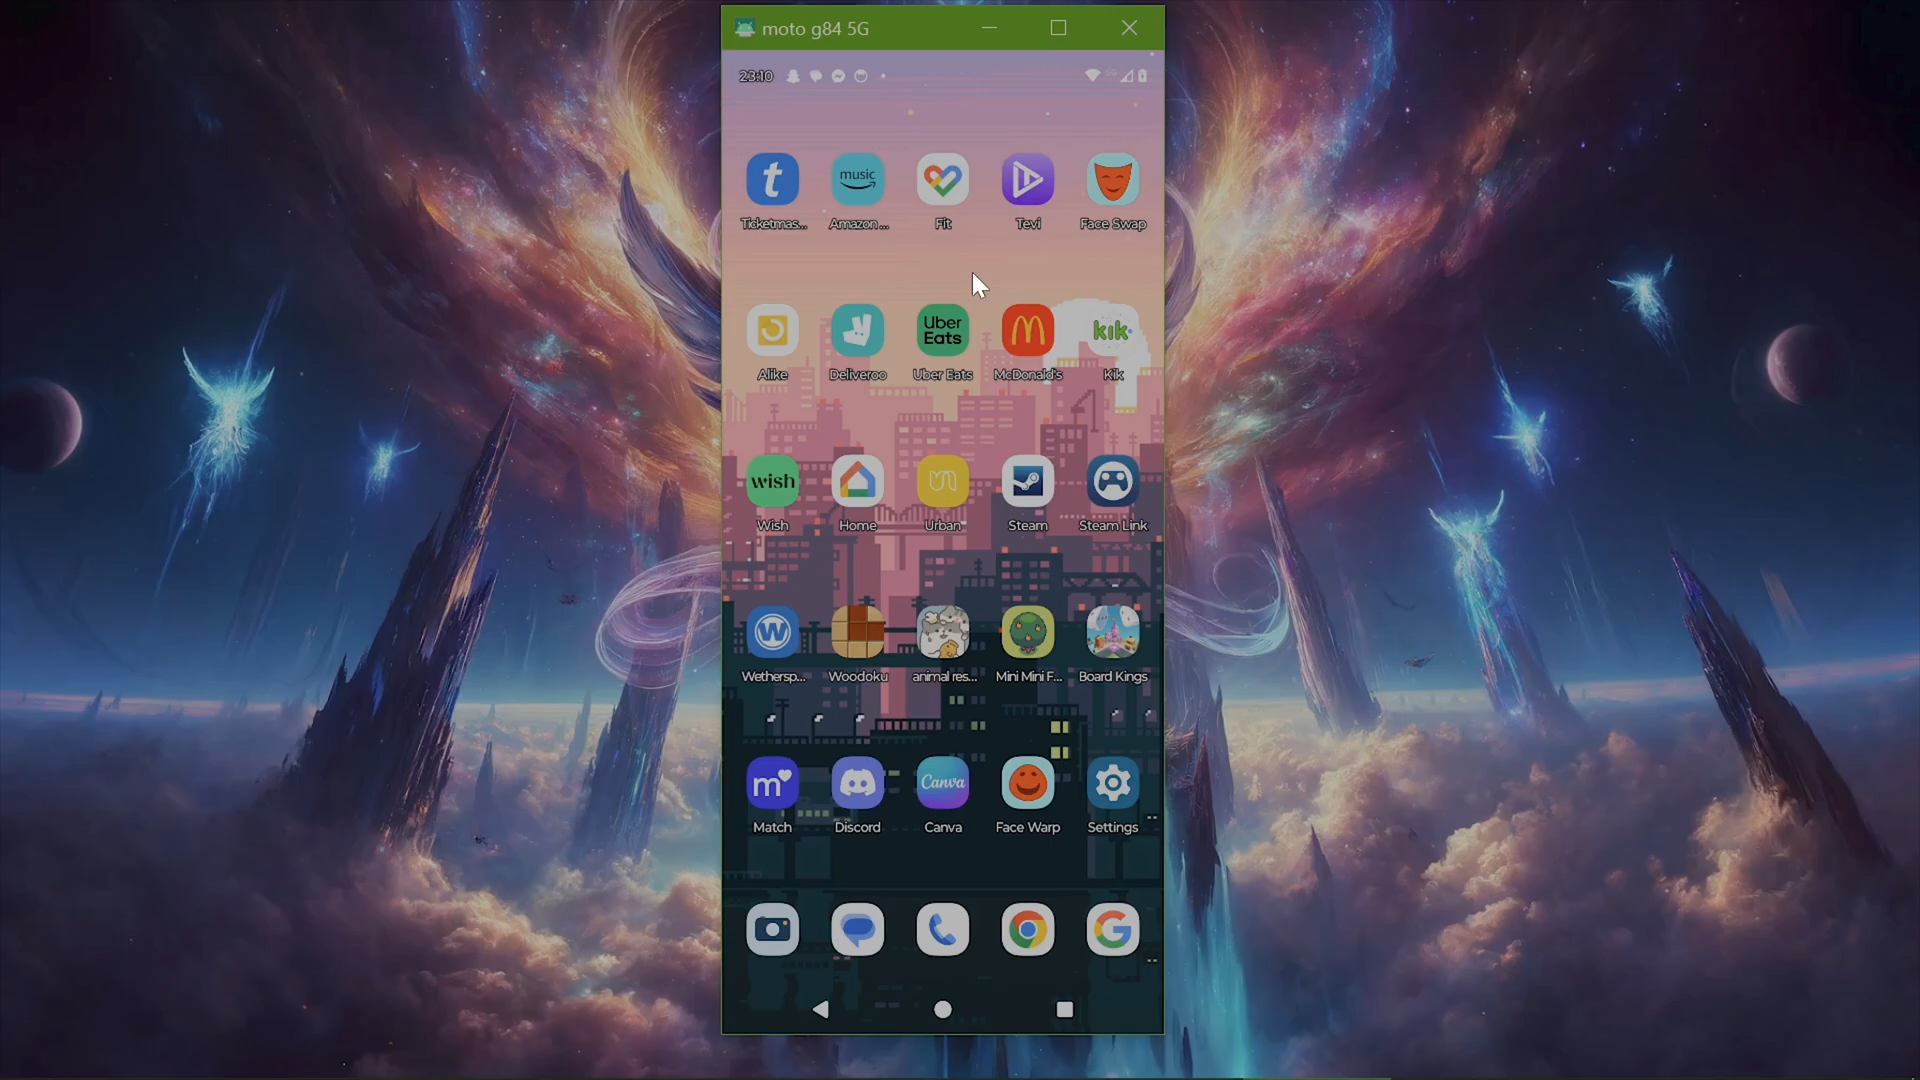 moto g84 5G
23:10
5G
t
music
Ticketmas...
Amazon ...
Fit
Tevi
Face Swap
Uber
Eats
kik
Alike
Deliveroo
Uber Eats
McDonald's
Kik
wish
Wish
Home
Urban
Steam
Steam Link
W
Wethersp...
Woodoku
animal res...
Mini Mini F...
Board Kings
m
Canva
Match
Discord
Canva
Face Warp
Settings
G